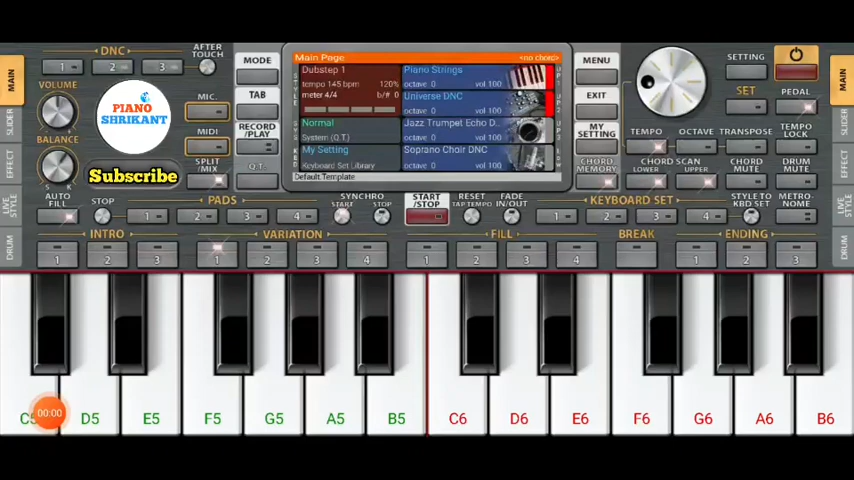 DNC
1 2 3
AFTER
TOUCH
VOLUME
BALANCE
S K
PIANO
SHRIKANT
Subscribe
MIC.
MIDI
SPLIT
/MIX
MODE
TAB
RECORD
/PLAY
Q.T.
Main Page <no chord>
Dubstep 1
tempo 145 bpm 120%
meter 4/4 b/# 0
Normal
System (Q.T.)
My Setting
Keyboard Set Library
Default Template
Piano Strings
octave 0 vol 100
Universe DNC
octave 0 vol 100
Jazz Trumpet Echo D...
octave 0 vol 100
Soprano Choir DNC
octave 0 vol 100
MENU
EXIT
MY
SETTING
CHORD
MEMORY
SETTING
SET
PEDAL
TEMPO OCTAVE TRANSPOSE TEMPO
LOCK
CHORD SCAN
LOWER UPPER
CHORD
MUTE
DRUM
MUTE
MAIN
SLIDER
EFFECT
LIVE
STYLE
DRUM
MAIN
SLIDER
EFFECT
LIVE
STYLE
DRUM
AUTO
FILL
STOP
PADS
1 2 3 4
SYNCHRO
START STOP
START
/STOP
RESET
TAP TEMPO
FADE
IN/OUT
KEYBOARD SET
1 2 3 4
STYLE TO
KBD SET
METRO-
NOME
INTRO VARIATION FILL BREAK ENDING
1 2 3 1 2 3 4 1 2 3 4 1 2 3
00:00
C5 D5 E5 F5 G5 A5 B5 C6 D6 E6 F6 G6 A6 B6